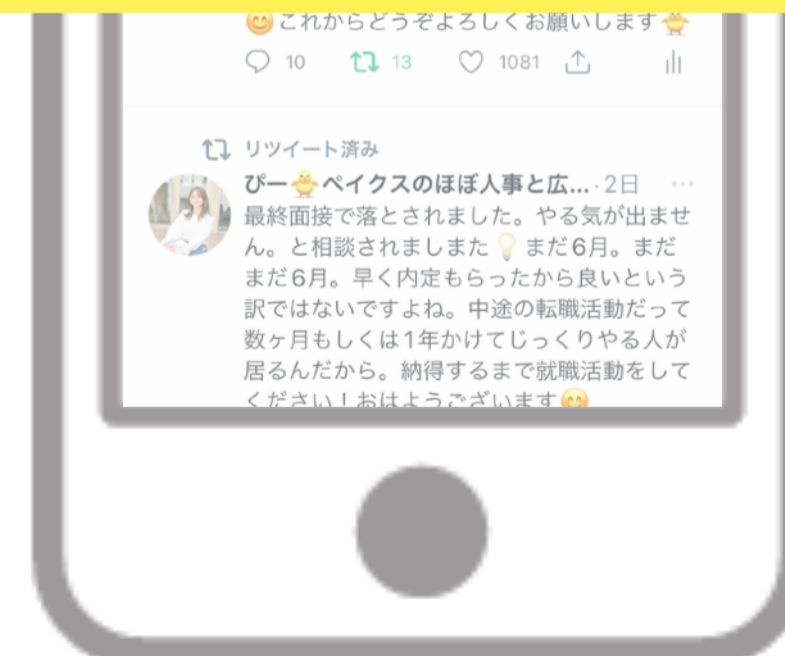 😊これからどうぞよろしくお願いします🐥
10 13 1081
リツイート済み
ぴー🐥ペイクスのほぼ人事と広... · 2日 ...
最終面接で落とされました。やる気が出ませ
ん。と相談されましまた💡まだ6月。まだ
まだ6月。早く内定もらったから良いという
訳ではないですよね。中途の転職活動だって
数ヶ月もしくは1年かけてじっくりやる人が
居るんだから。納得するまで就職活動をして
ください！おはようございます😊